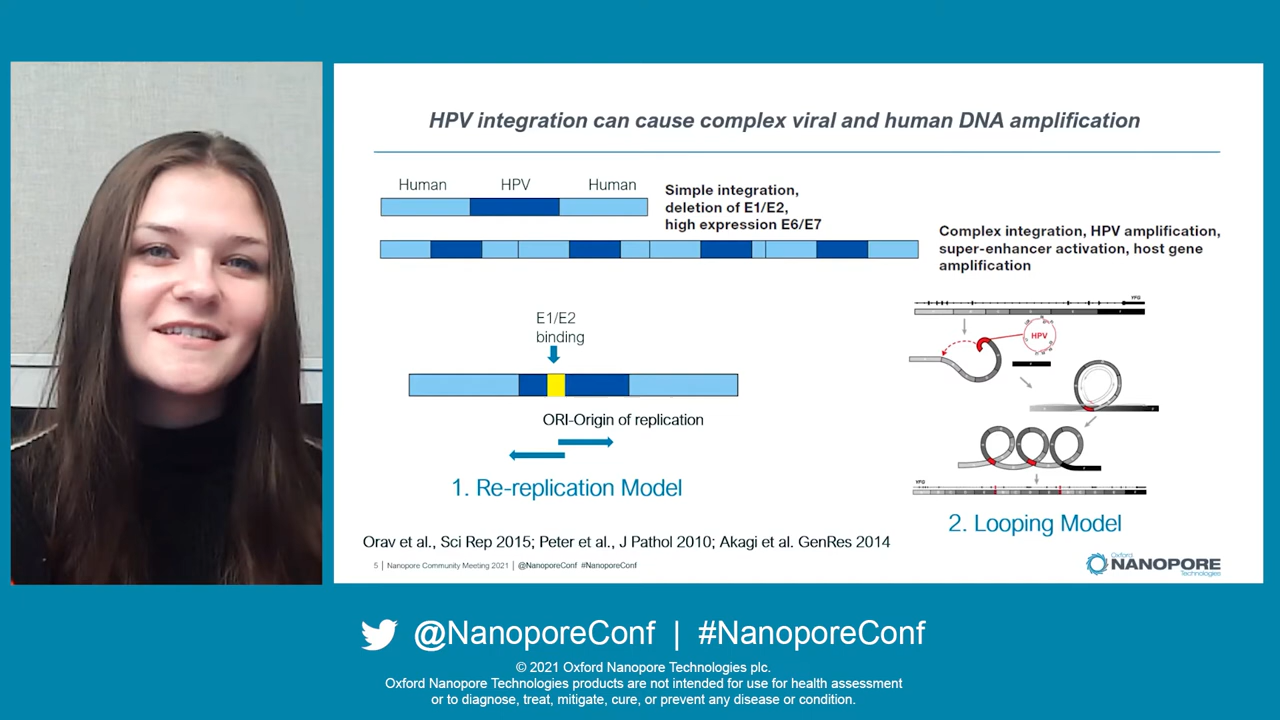 HPV integration can cause complex viral and human DNA amplification
Human
HPV
Human
Simple integration,
deletion of E1/E2,
high expression E6/E7
Complex integration, HPV amplification,
super-enhancer activation, host gene
amplification
E1/E2
binding
ORI-Origin of replication
1. Re-replication Model
HPV
2. Looping Model
Orav et al., Sci Rep 2015; Peter et al., J Pathol 2010; Akagi et al. GenRes 2014
5 | Nanopore Community Meeting 2021 | @NanoporeConf #NanoporeConf
Oxford
NANOPORE
Technologies
@NanoporeConf | #NanoporeConf
© 2021 Oxford Nanopore Technologies plc.
Oxford Nanopore Technologies products are not intended for use for health assessment
or to diagnose, treat, mitigate, cure, or prevent any disease or condition.